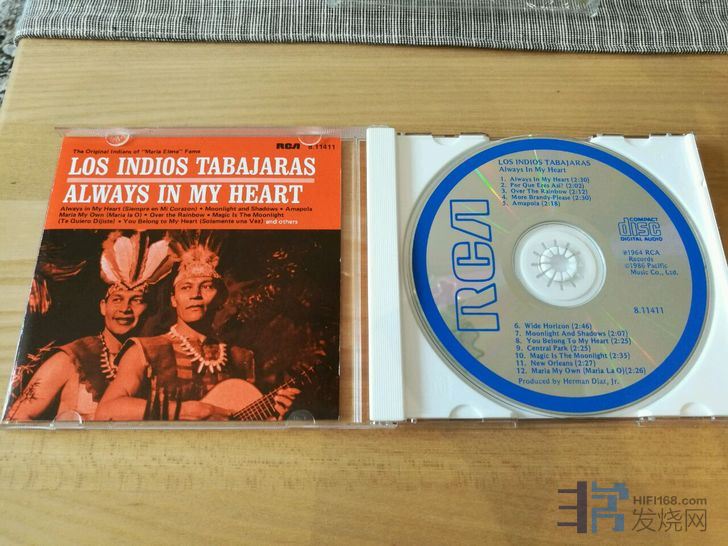 The Original Indians of "Maria Elena" Fame
RCA 8.11411
LOS INDIOS TABAJARAS
ALWAYS IN MY HEART
Always in My Heart (Siempre en Mi Corazon) • Moonlight and Shadows • Amapola
Maria My Own (Maria la O) • Over the Rainbow • Magic Is The Moonlight
(Te Quiero Dijiste) • You Belong to My Heart (Solamente una Vez) and others
RCA
LOS INDIOS TABAJARAS
Always In My Heart
1. Always In My Heart (2:30)
2. Por Que Eres Asi? (2:02)
3. Over The Rainbow (2:12)
4. More Brandy-Please (2:30)
5. Amapola (2:18)
COMPACT
disc
DIGITAL AUDIO
℗1964 RCA
Records
©1986 Pacific
Music Co., Ltd.
8.11411
6. Wide Horizon (2:46)
7. Moonlight And Shadows (2:07)
8. You Belong To My Heart (2:25)
9. Central Park (2:25)
10. Magic Is The Moonlight (2:35)
11. New Orleans (2:27)
12. Maria My Own (Maria La O)(2:26)
Produced by Herman Diaz, Jr.
HIFI168.com
发烧网